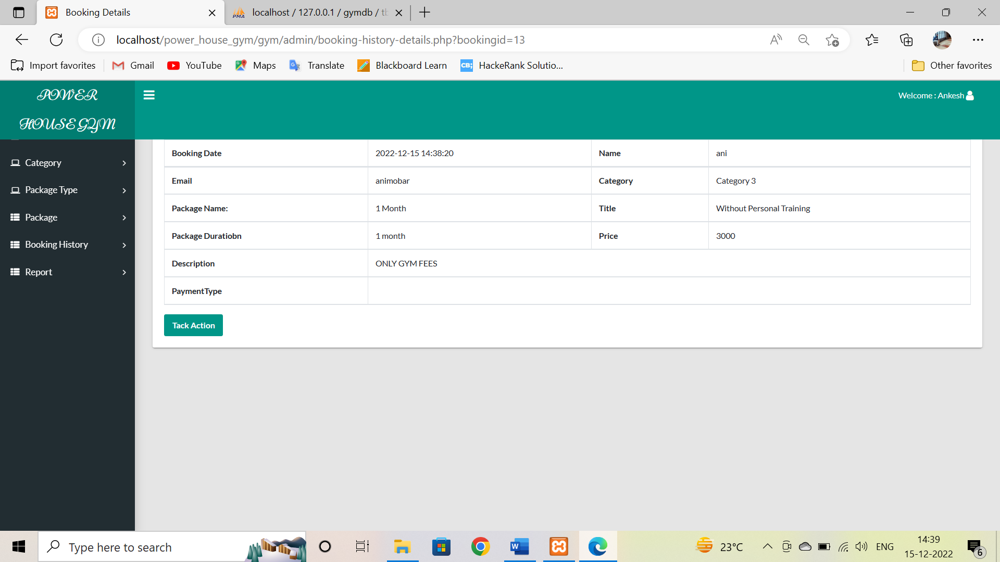 Booking Details
localhost / 127.0.0.1 / gymdb / tb
localhost/power_house_gym/gym/admin/booking-history-details.php?bookingid=13
Import favorites
Gmail
YouTube
Maps
Translate
Blackboard Learn
CB; HackeRank Solutio...
Other favorites
POWER
HOUSE GYM
Welcome : Ankesh
Category
Package Type
Package
Booking History
Report
Booking Date 2022-12-15 14:38:20 Name ani
Email animobar Category Category 3
Package Name: 1 Month Title Without Personal Training
Package Duratiobn 1 month Price 3000
Description ONLY GYM FEES
PaymentType
Tack Action
Type here to search
23°C
ENG
14:39
15-12-2022
6